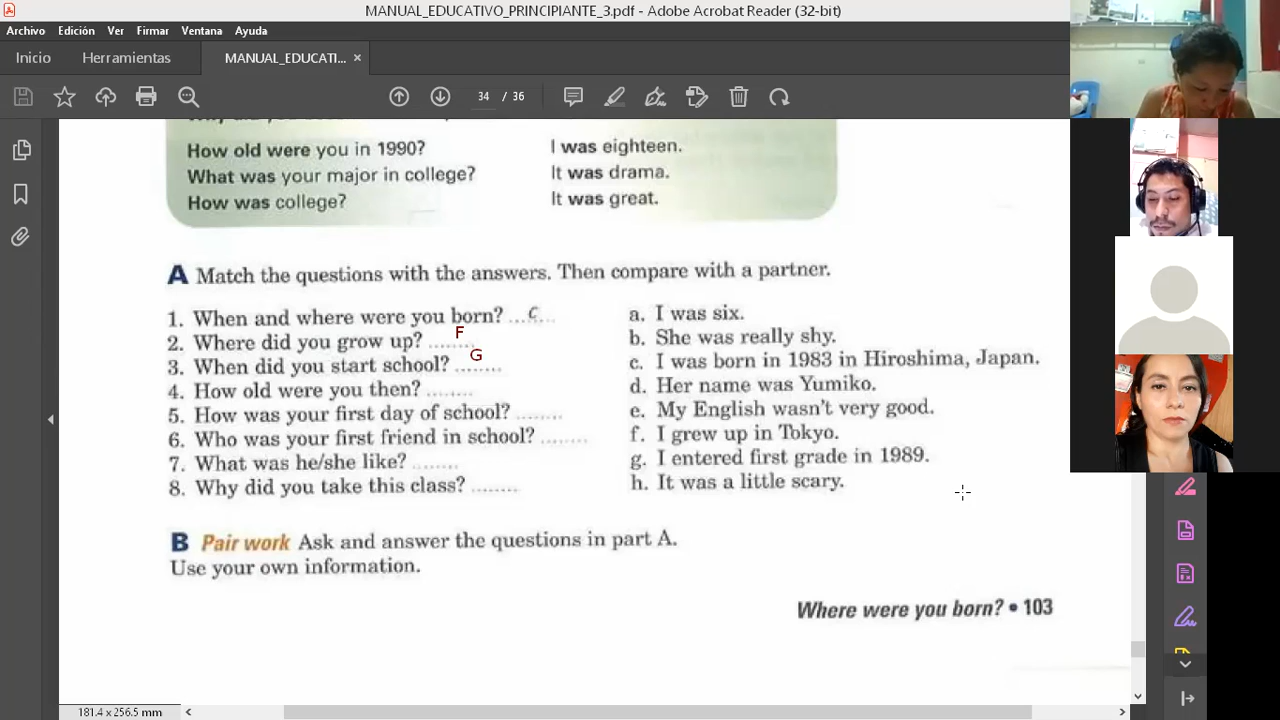 MANUAL_EDUCATIVO_PRINCIPIANTE_3.pdf - Adobe Acrobat Reader (32-bit)
Archivo Edición Ver Firmar Ventana Ayuda
Inicio Herramientas MANUAL_EDUCATI... ×
34 / 36
How old were you in 1990? I was eighteen.
What was your major in college? It was drama.
How was college? It was great.
A Match the questions with the answers. Then compare with a partner.
1. When and where were you born? ...c...
2. Where did you grow up? ........ F
3. When did you start school? ........ G
4. How old were you then? ........
5. How was your first day of school? ........
6. Who was your first friend in school? ........
7. What was he/she like? ........
8. Why did you take this class? ........
a. I was six.
b. She was really shy.
c. I was born in 1983 in Hiroshima, Japan.
d. Her name was Yumiko.
e. My English wasn't very good.
f. I grew up in Tokyo.
g. I entered first grade in 1989.
h. It was a little scary.
B Pair work Ask and answer the questions in part A.
Use your own information.
Where were you born? • 103
181.4 x 256.5 mm